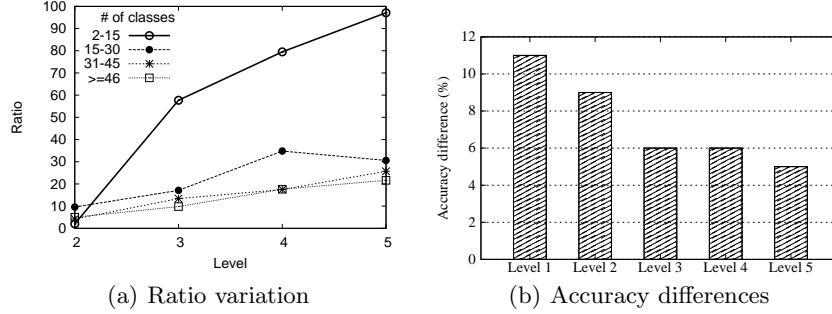 # of classes
2-15
15-30
31-45
>=46
100
90
80
70
60
50
40
30
20
10
0
Ratio
2
3
4
5
Level
(a) Ratio variation
12
10
8
6
4
2
0
Accuracy difference (%)
Level 1
Level 2
Level 3
Level 4
Level 5
(b) Accuracy differences